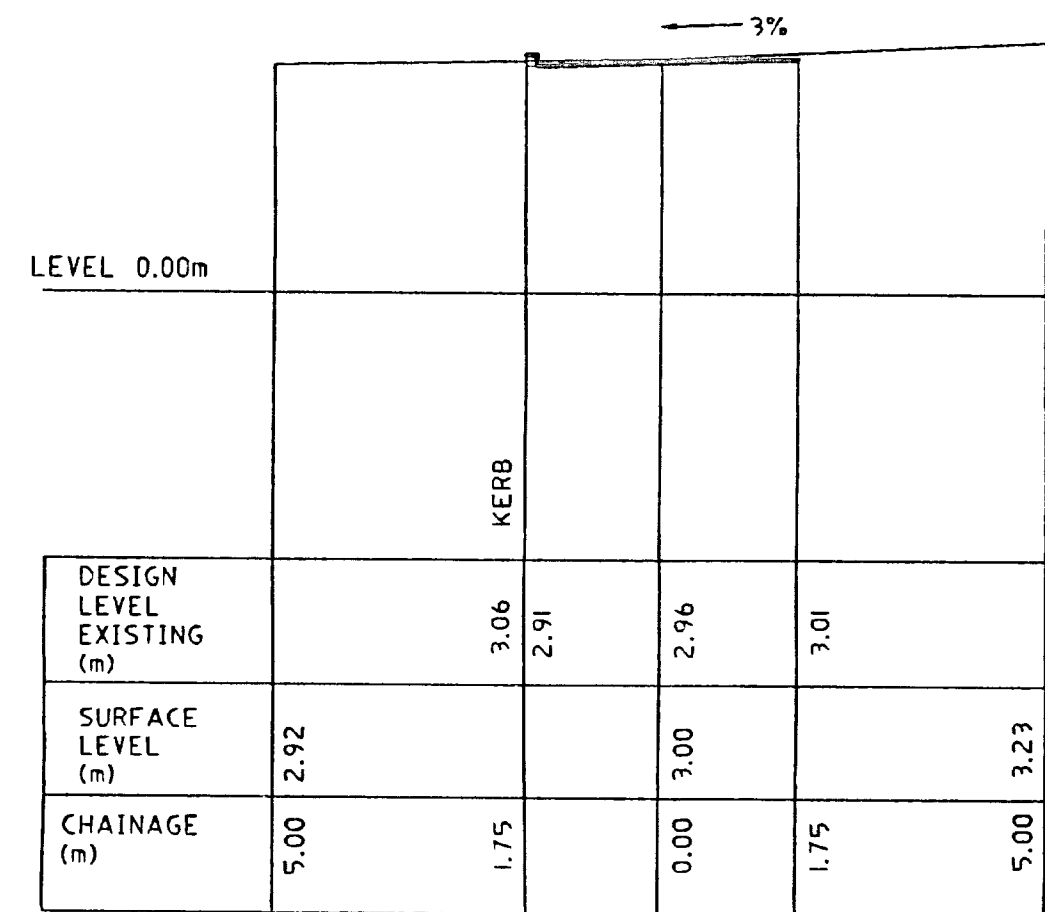 3%
LEVEL 0.00m
KERB
DESIGN
LEVEL
EXISTING
(m)
3.06
2.91
2.96
3.01
SURFACE
LEVEL
(m)
2.92
3.00
3.23
CHAINAGE
(m)
5.00
1.75
0.00
1.75
5.00